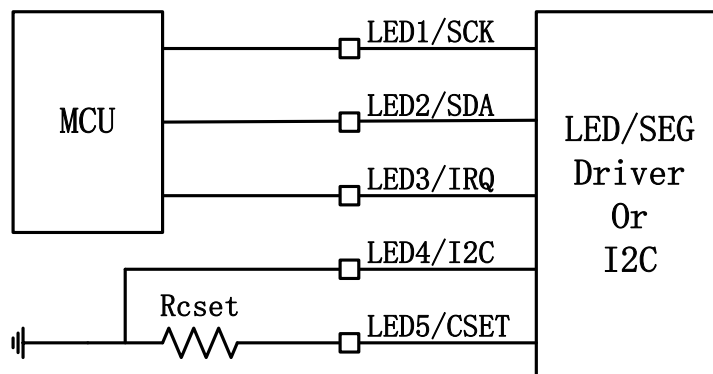 MCU
LED1/SCK
LED2/SDA
LED3/IRQ
LED4/I2C
Rcset
LED5/CSET
LED/SEG
Driver
Or
I2C